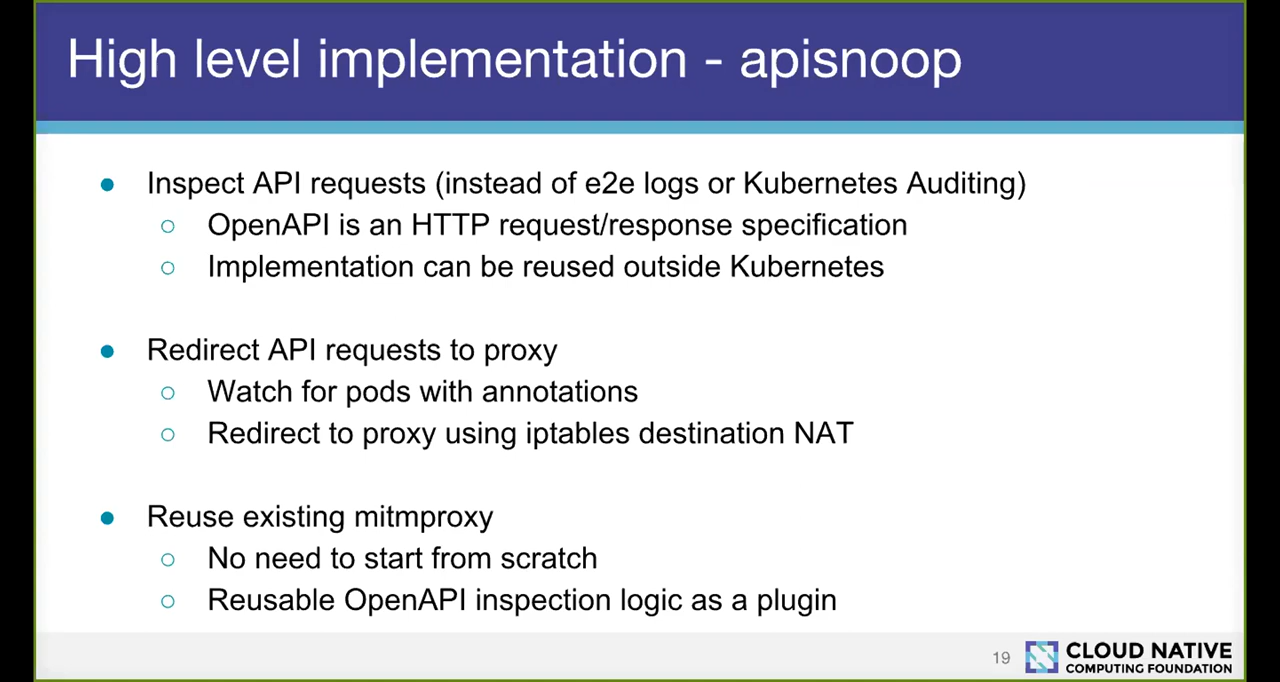 High level implementation - apisnoop
● Inspect API requests (instead of e2e logs or Kubernetes Auditing)
○ OpenAPI is an HTTP request/response specification
○ Implementation can be reused outside Kubernetes
● Redirect API requests to proxy
○ Watch for pods with annotations
○ Redirect to proxy using iptables destination NAT
● Reuse existing mitmproxy
○ No need to start from scratch
○ Reusable OpenAPI inspection logic as a plugin
19
CLOUD NATIVE
COMPUTING FOUNDATION